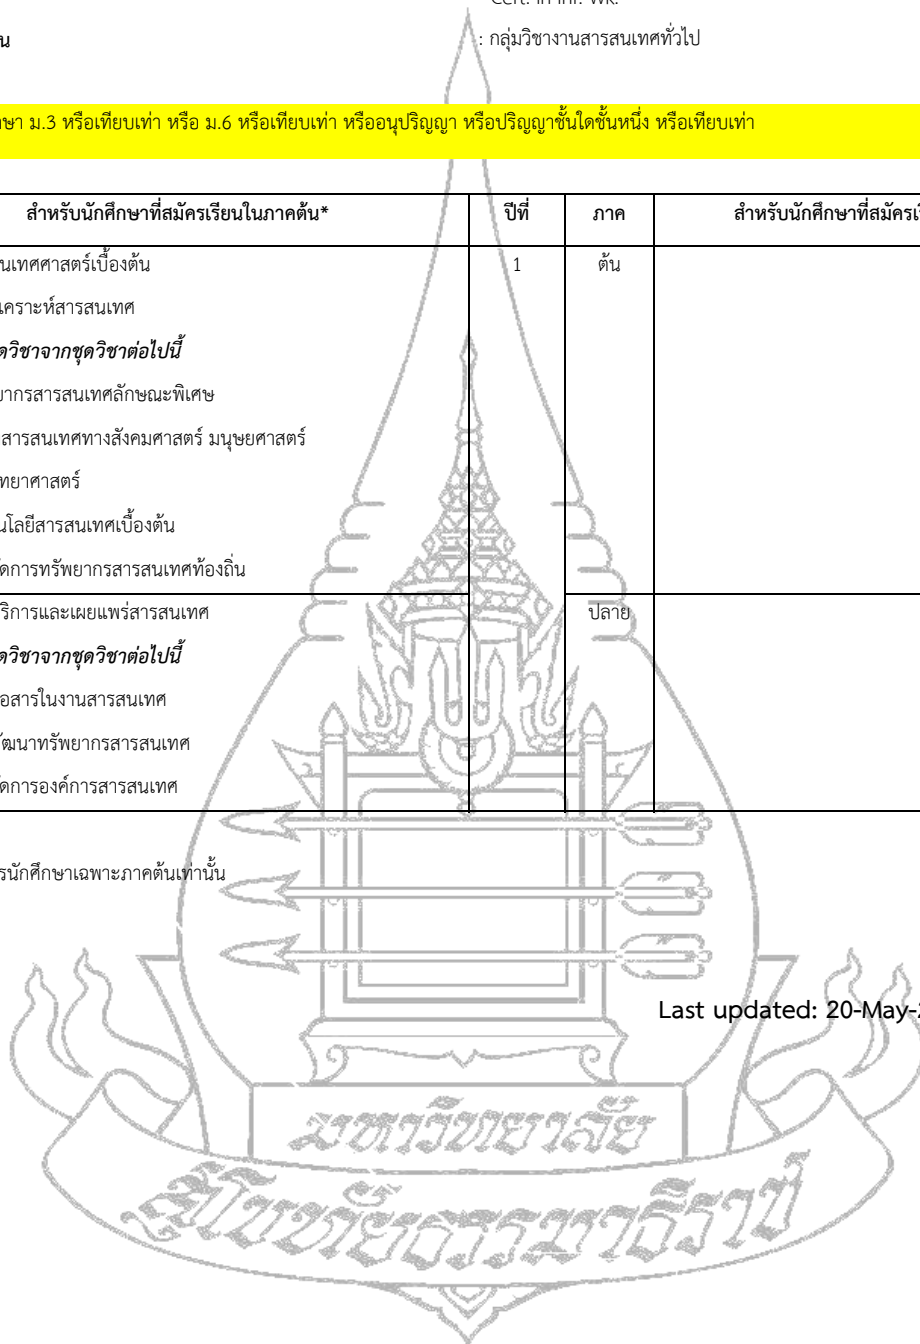 Cert. in Inf. Wk.
น : กลุ่มวิชางานสารสนเทศทั่วไป
ษา ม.3 หรือเทียบเท่า หรือ ม.6 หรือเทียบเท่า หรืออนุปริญญา หรือปริญญาชั้นใดชั้นหนึ่ง หรือเทียบเท่า
สำหรับนักศึกษาที่สมัครเรียนในภาคต้น* ปีที่ ภาค สำหรับนักศึกษาที่สมัครเรี
นเทศศาสตร์เบื้องต้น 1 ต้น
เคราะห์สารสนเทศ
ดวิชาจากชุดวิชาต่อไปนี้
ยากรสารสนเทศลักษณะพิเศษ
สารสนเทศทางสังคมศาสตร์ มนุษยศาสตร์
ทยาศาสตร์
นโลยีสารสนเทศเบื้องต้น
ดการทรัพยากรสารสนเทศท้องถิ่น
ริการและเผยแพร่สารสนเทศ ปลาย
ดวิชาจากชุดวิชาต่อไปนี้
อสารในงานสารสนเทศ
ัฒนาทรัพยากรสารสนเทศ
ดการองค์การสารสนเทศ
รนักศึกษาเฉพาะภาคต้นเท่านั้น
Last updated: 20-May-
มหาวิทยาลัย
สุโขทัยธรรมาธิราช